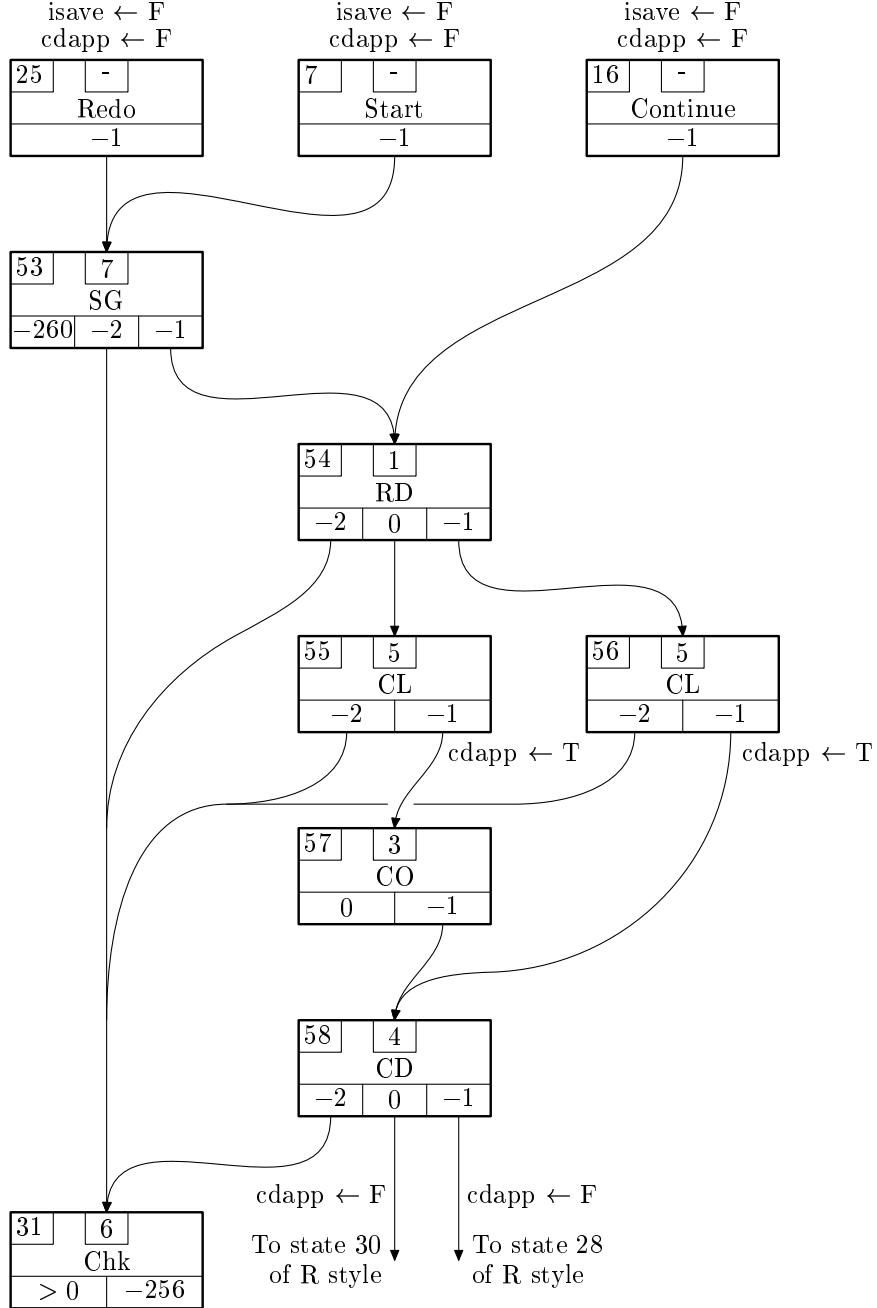 isave ← F
cdapp ← F
isave ← F
cdapp ← F
isave ← F
cdapp ← F
25 -
Redo
−1
7 -
Start
−1
16 -
Continue
−1
53 7
SG
−260 −2 −1
54 1
RD
−2 0 −1
55 5
CL
−2 −1
56 5
CL
−2 −1
cdapp ← T
cdapp ← T
57 3
CO
0 −1
58 4
CD
−2 0 −1
cdapp ← F
cdapp ← F
To state 30
of R style
To state 28
of R style
31 6
Chk
> 0 −256